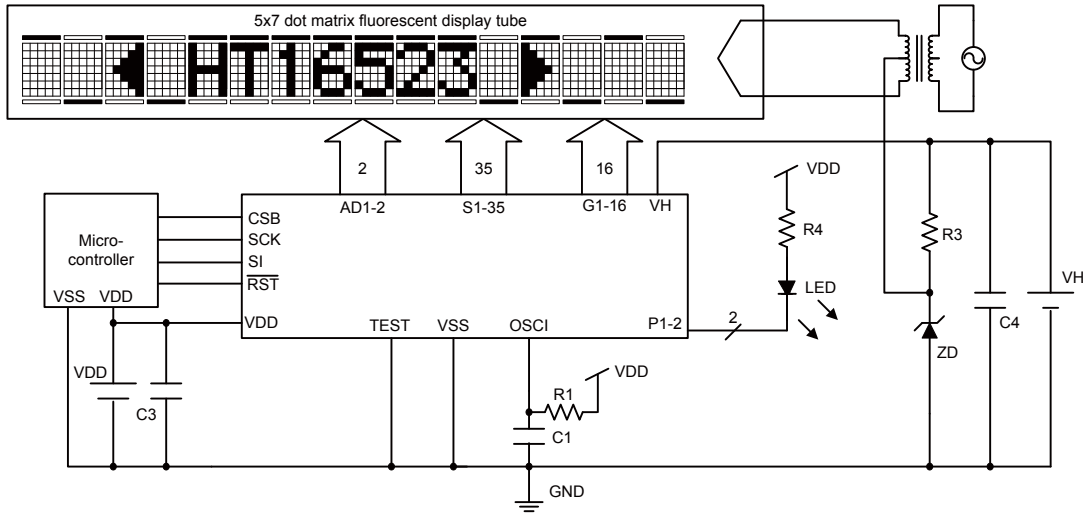 5x7 dot matrix fluorescent display tube
HT16523
2
35
16
VDD
AD1-2
S1-35
G1-16
VH
R4
R3
Micro-
controller
CSB
SCK
SI
RST
VSS
VDD
VDD
TEST
VSS
OSCI
P1-2
2
LED
C4
VH
ZD
VDD
C3
R1
VDD
C1
GND